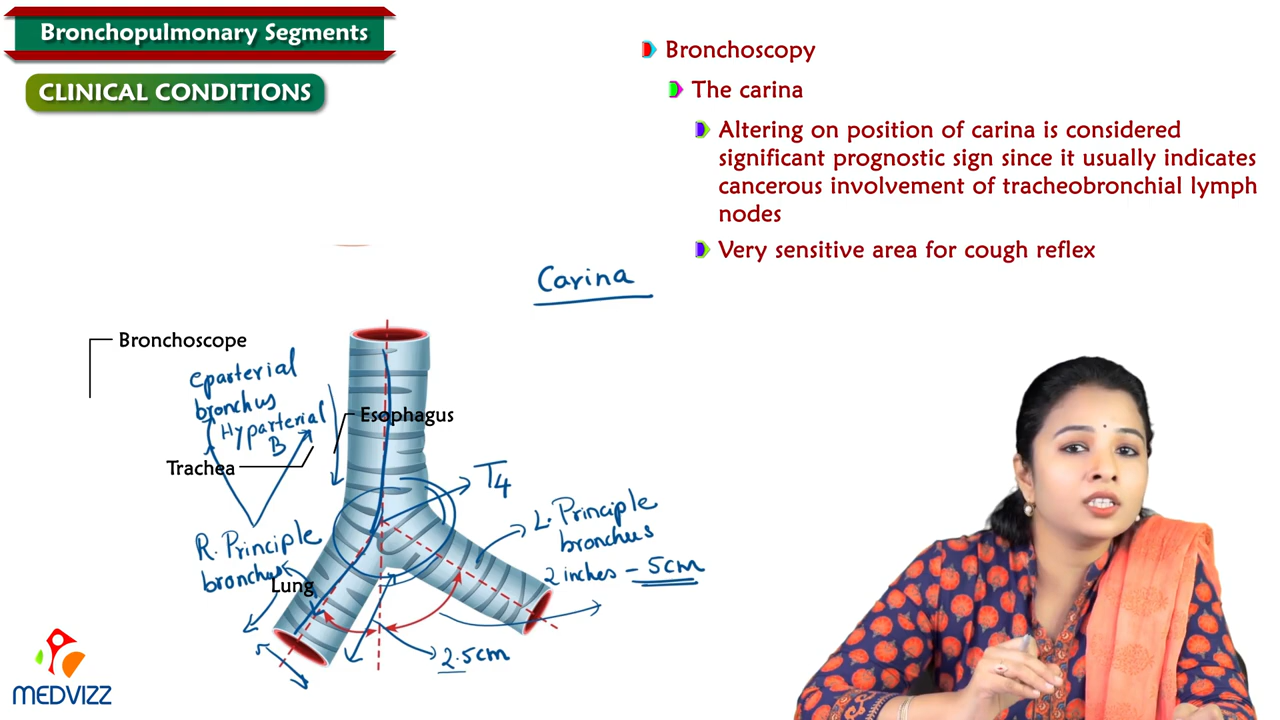 Bronchopulmonary Segments
CLINICAL CONDITIONS
Bronchoscopy
The carina
Altering on position of carina is considered
significant prognostic sign since it usually indicates
cancerous involvement of tracheobronchial lymph
nodes
Very sensitive area for cough reflex
Carina
Bronchoscope
eparterial
bronchus
Hyparterial
B
Esophagus
Trachea
T4
L. Principle
bronchus
2 inches - 5cm
R. Principle
bronchus
Lung
2.5cm
MEDVIZZ